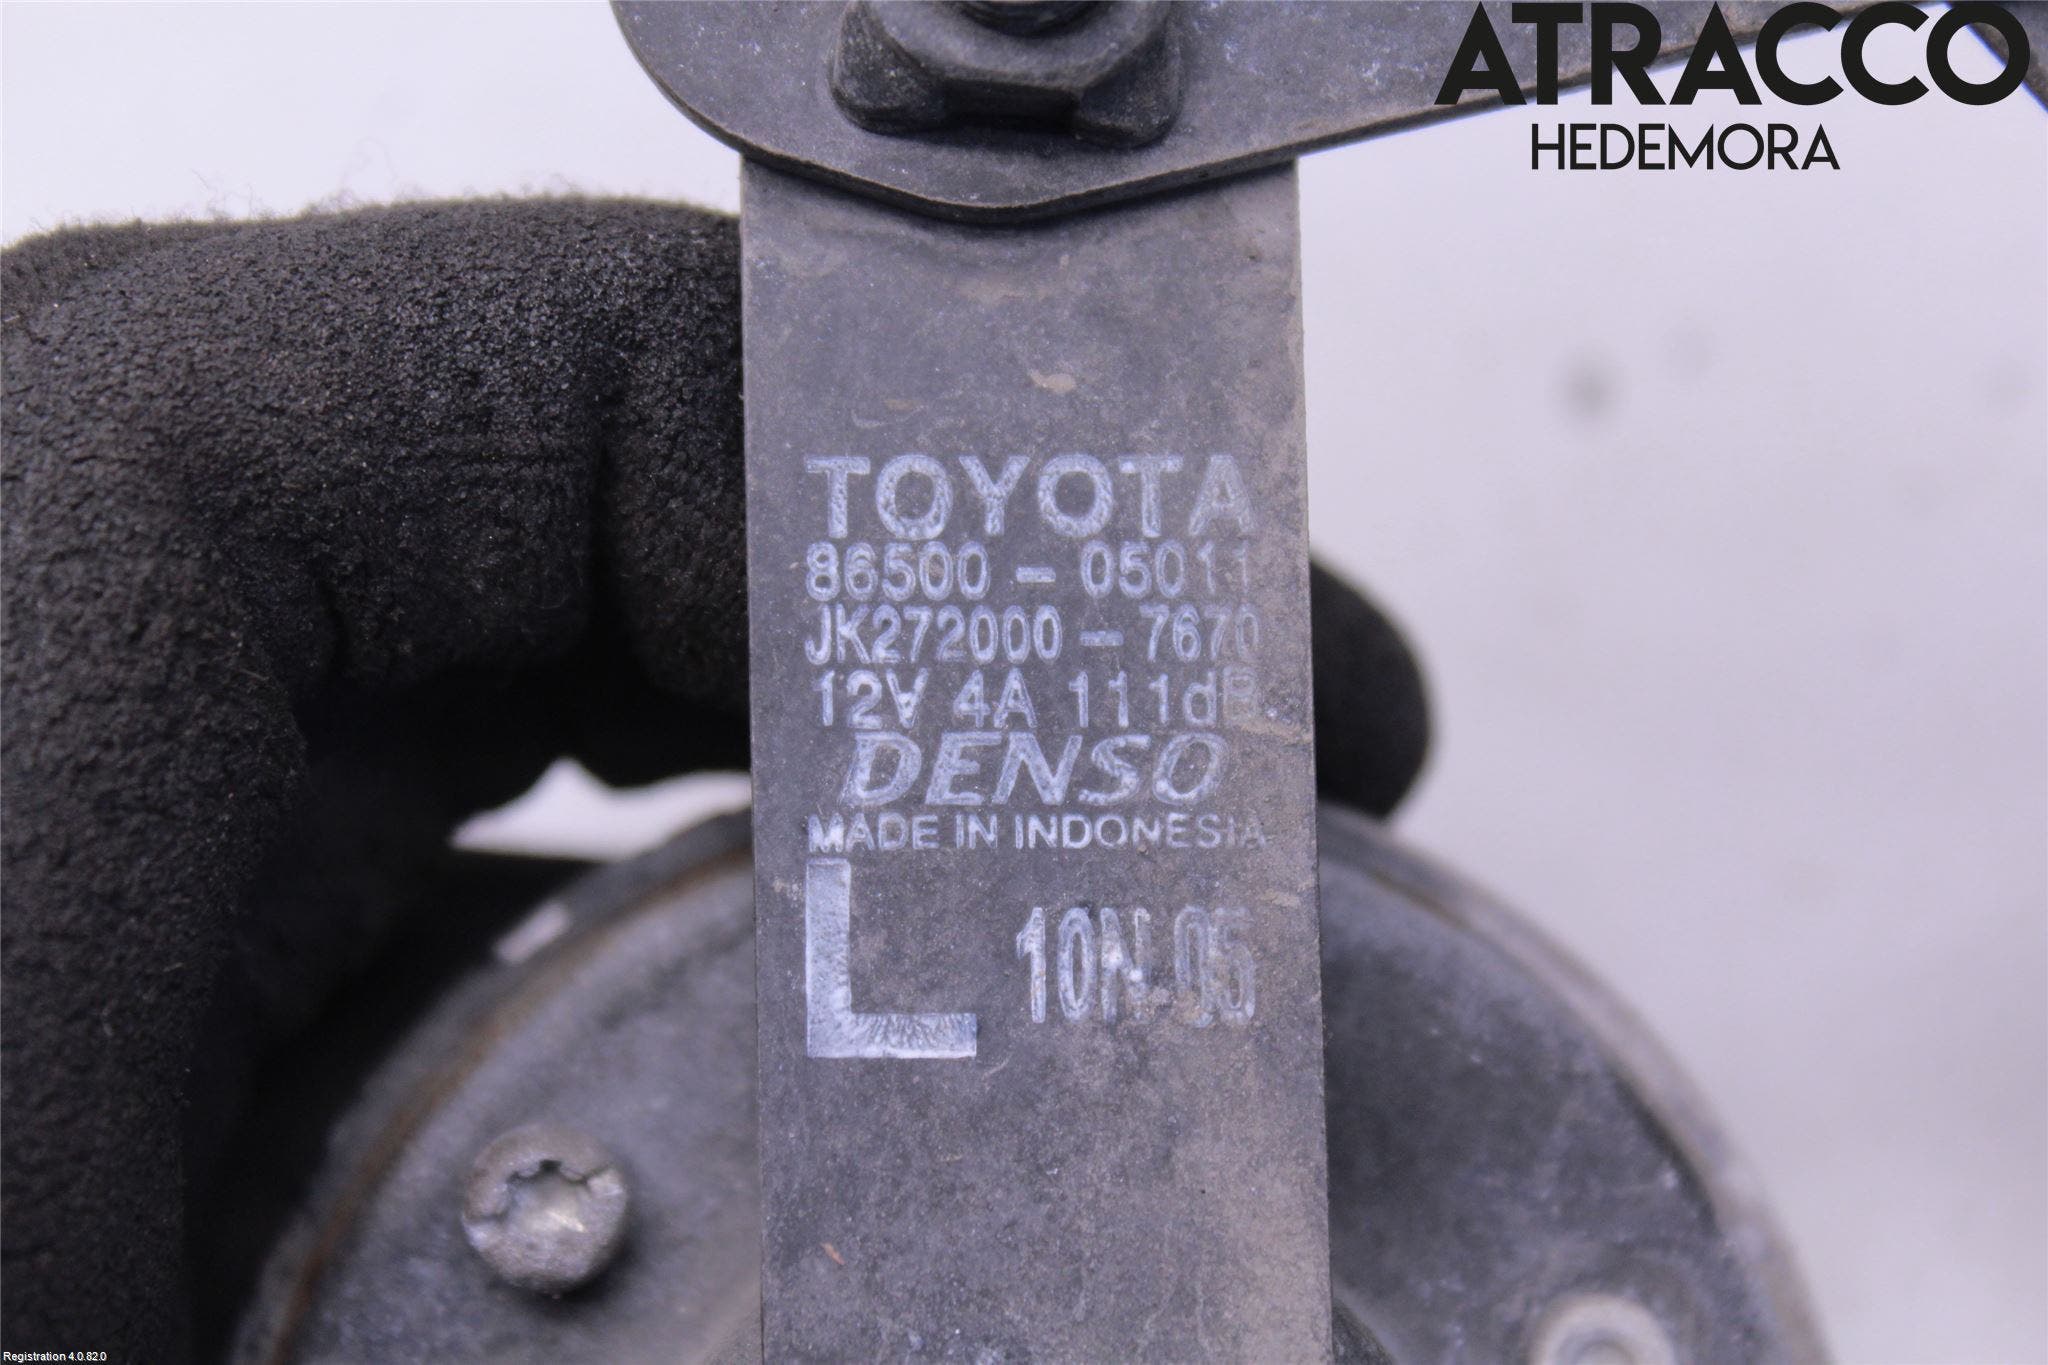 ATRACCO
HEDEMORA
TOYOTA
86500-05011
JK272000-7670
12V 4A 111dB
DENSO
MADE IN INDONESIA
L 10N 05
Registration 4.0.82.0